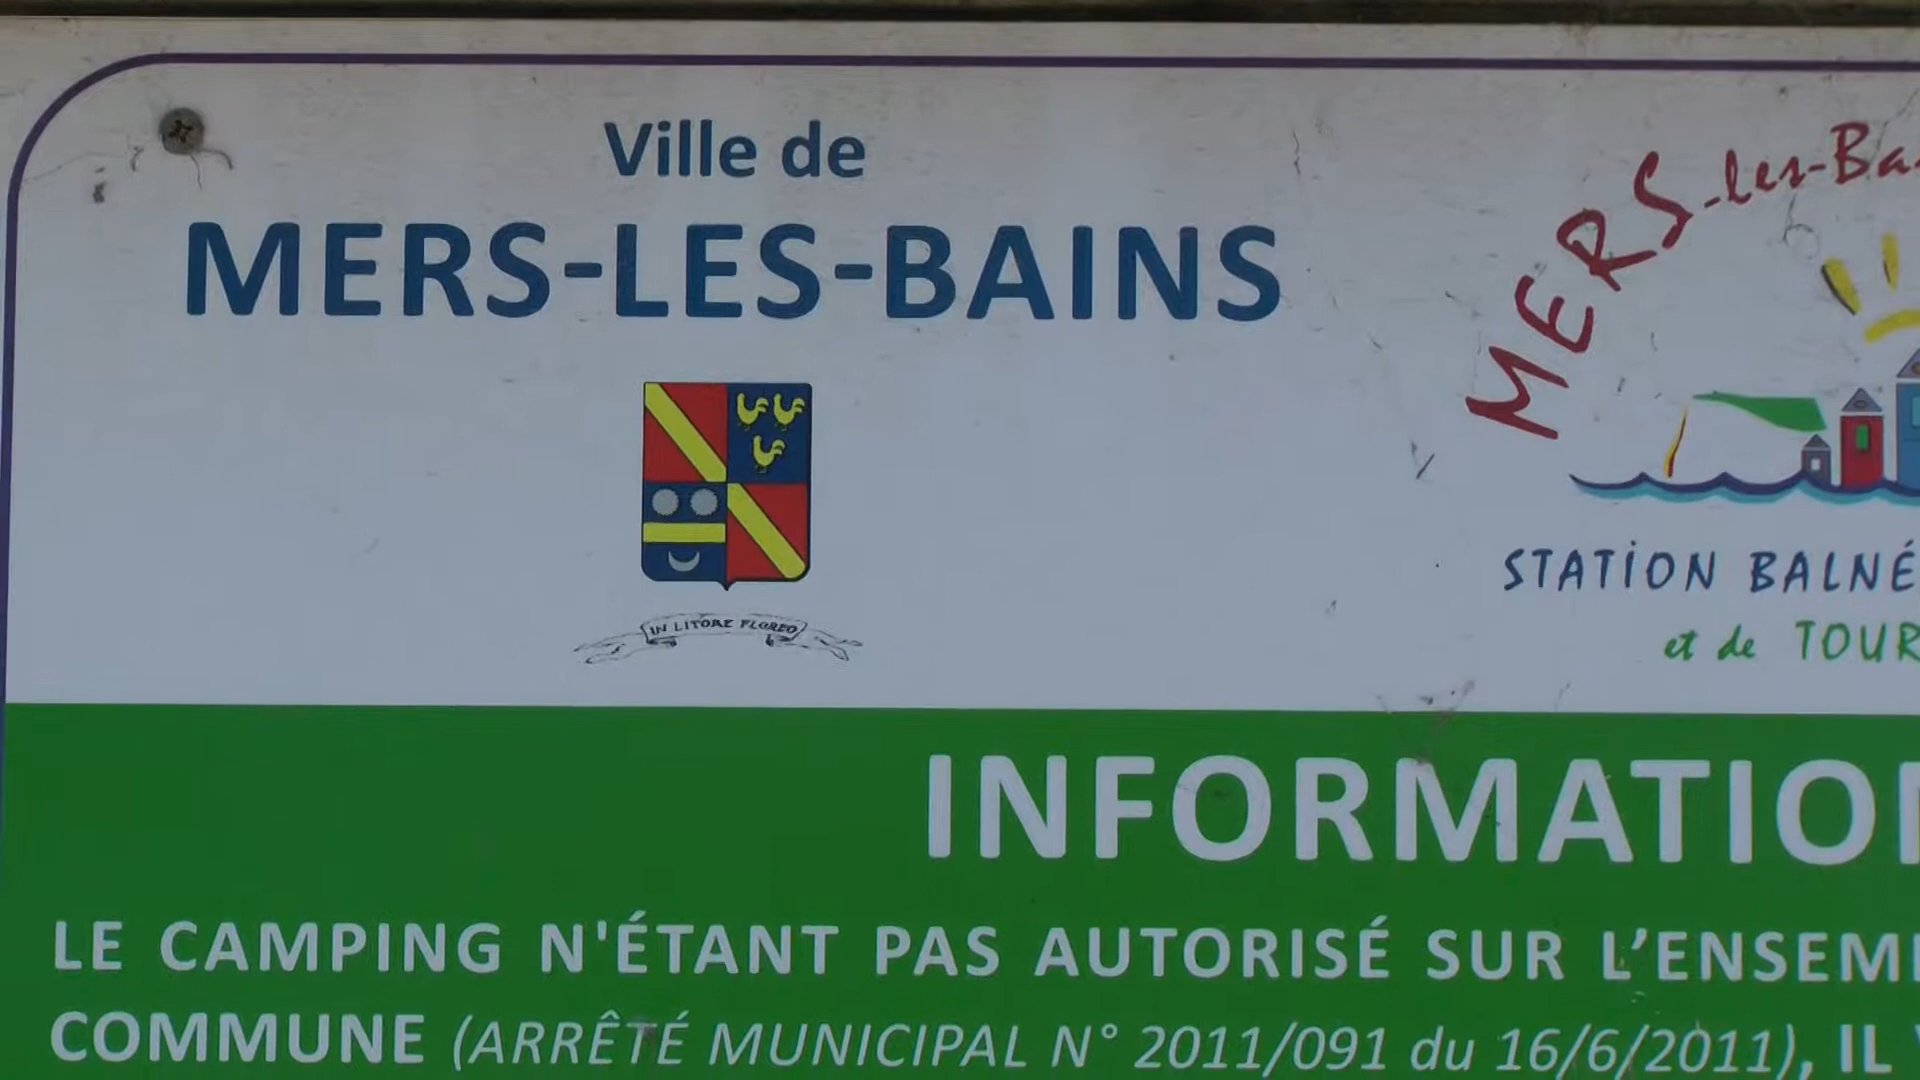 Ville de
MERS-LES-BAINS
IN LITORE FLOREO
MERS-les-Ba
STATION BALNÉ
et de TOUR
INFORMATION
LE CAMPING N'ÉTANT PAS AUTORISÉ SUR L'ENSEM
COMMUNE (ARRÊTÉ MUNICIPAL N° 2011/091 du 16/6/2011), IL